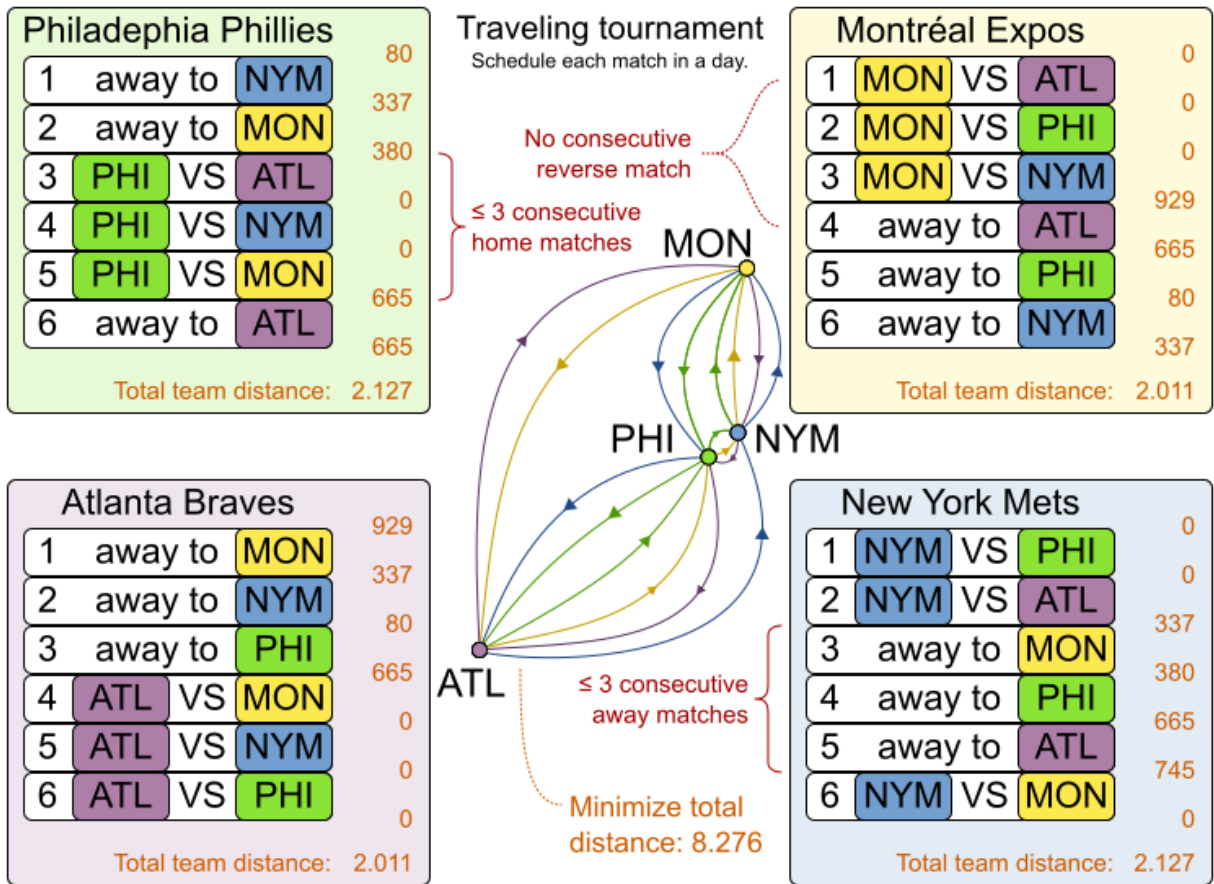 Philadephia Phillies
80
1 away to NYM
337
2 away to MON
380
3 PHI VS ATL
0
4 PHI VS NYM
0
5 PHI VS MON
665
6 away to ATL
665
Total team distance: 2.127
Traveling tournament
Schedule each match in a day.
No consecutive
reverse match
≤ 3 consecutive
home matches
Montréal Expos
0
1 MON VS ATL
0
2 MON VS PHI
0
3 MON VS NYM
929
4 away to ATL
665
5 away to PHI
80
6 away to NYM
337
Total team distance: 2.011
MON
PHI
NYM
ATL
Atlanta Braves
929
1 away to MON
337
2 away to NYM
80
3 away to PHI
665
4 ATL VS MON
0
5 ATL VS NYM
0
6 ATL VS PHI
0
Total team distance: 2.011
≤ 3 consecutive
away matches
Minimize total
distance: 8.276
New York Mets
0
1 NYM VS PHI
0
2 NYM VS ATL
337
3 away to MON
380
4 away to PHI
665
5 away to ATL
745
6 NYM VS MON
0
Total team distance: 2.127